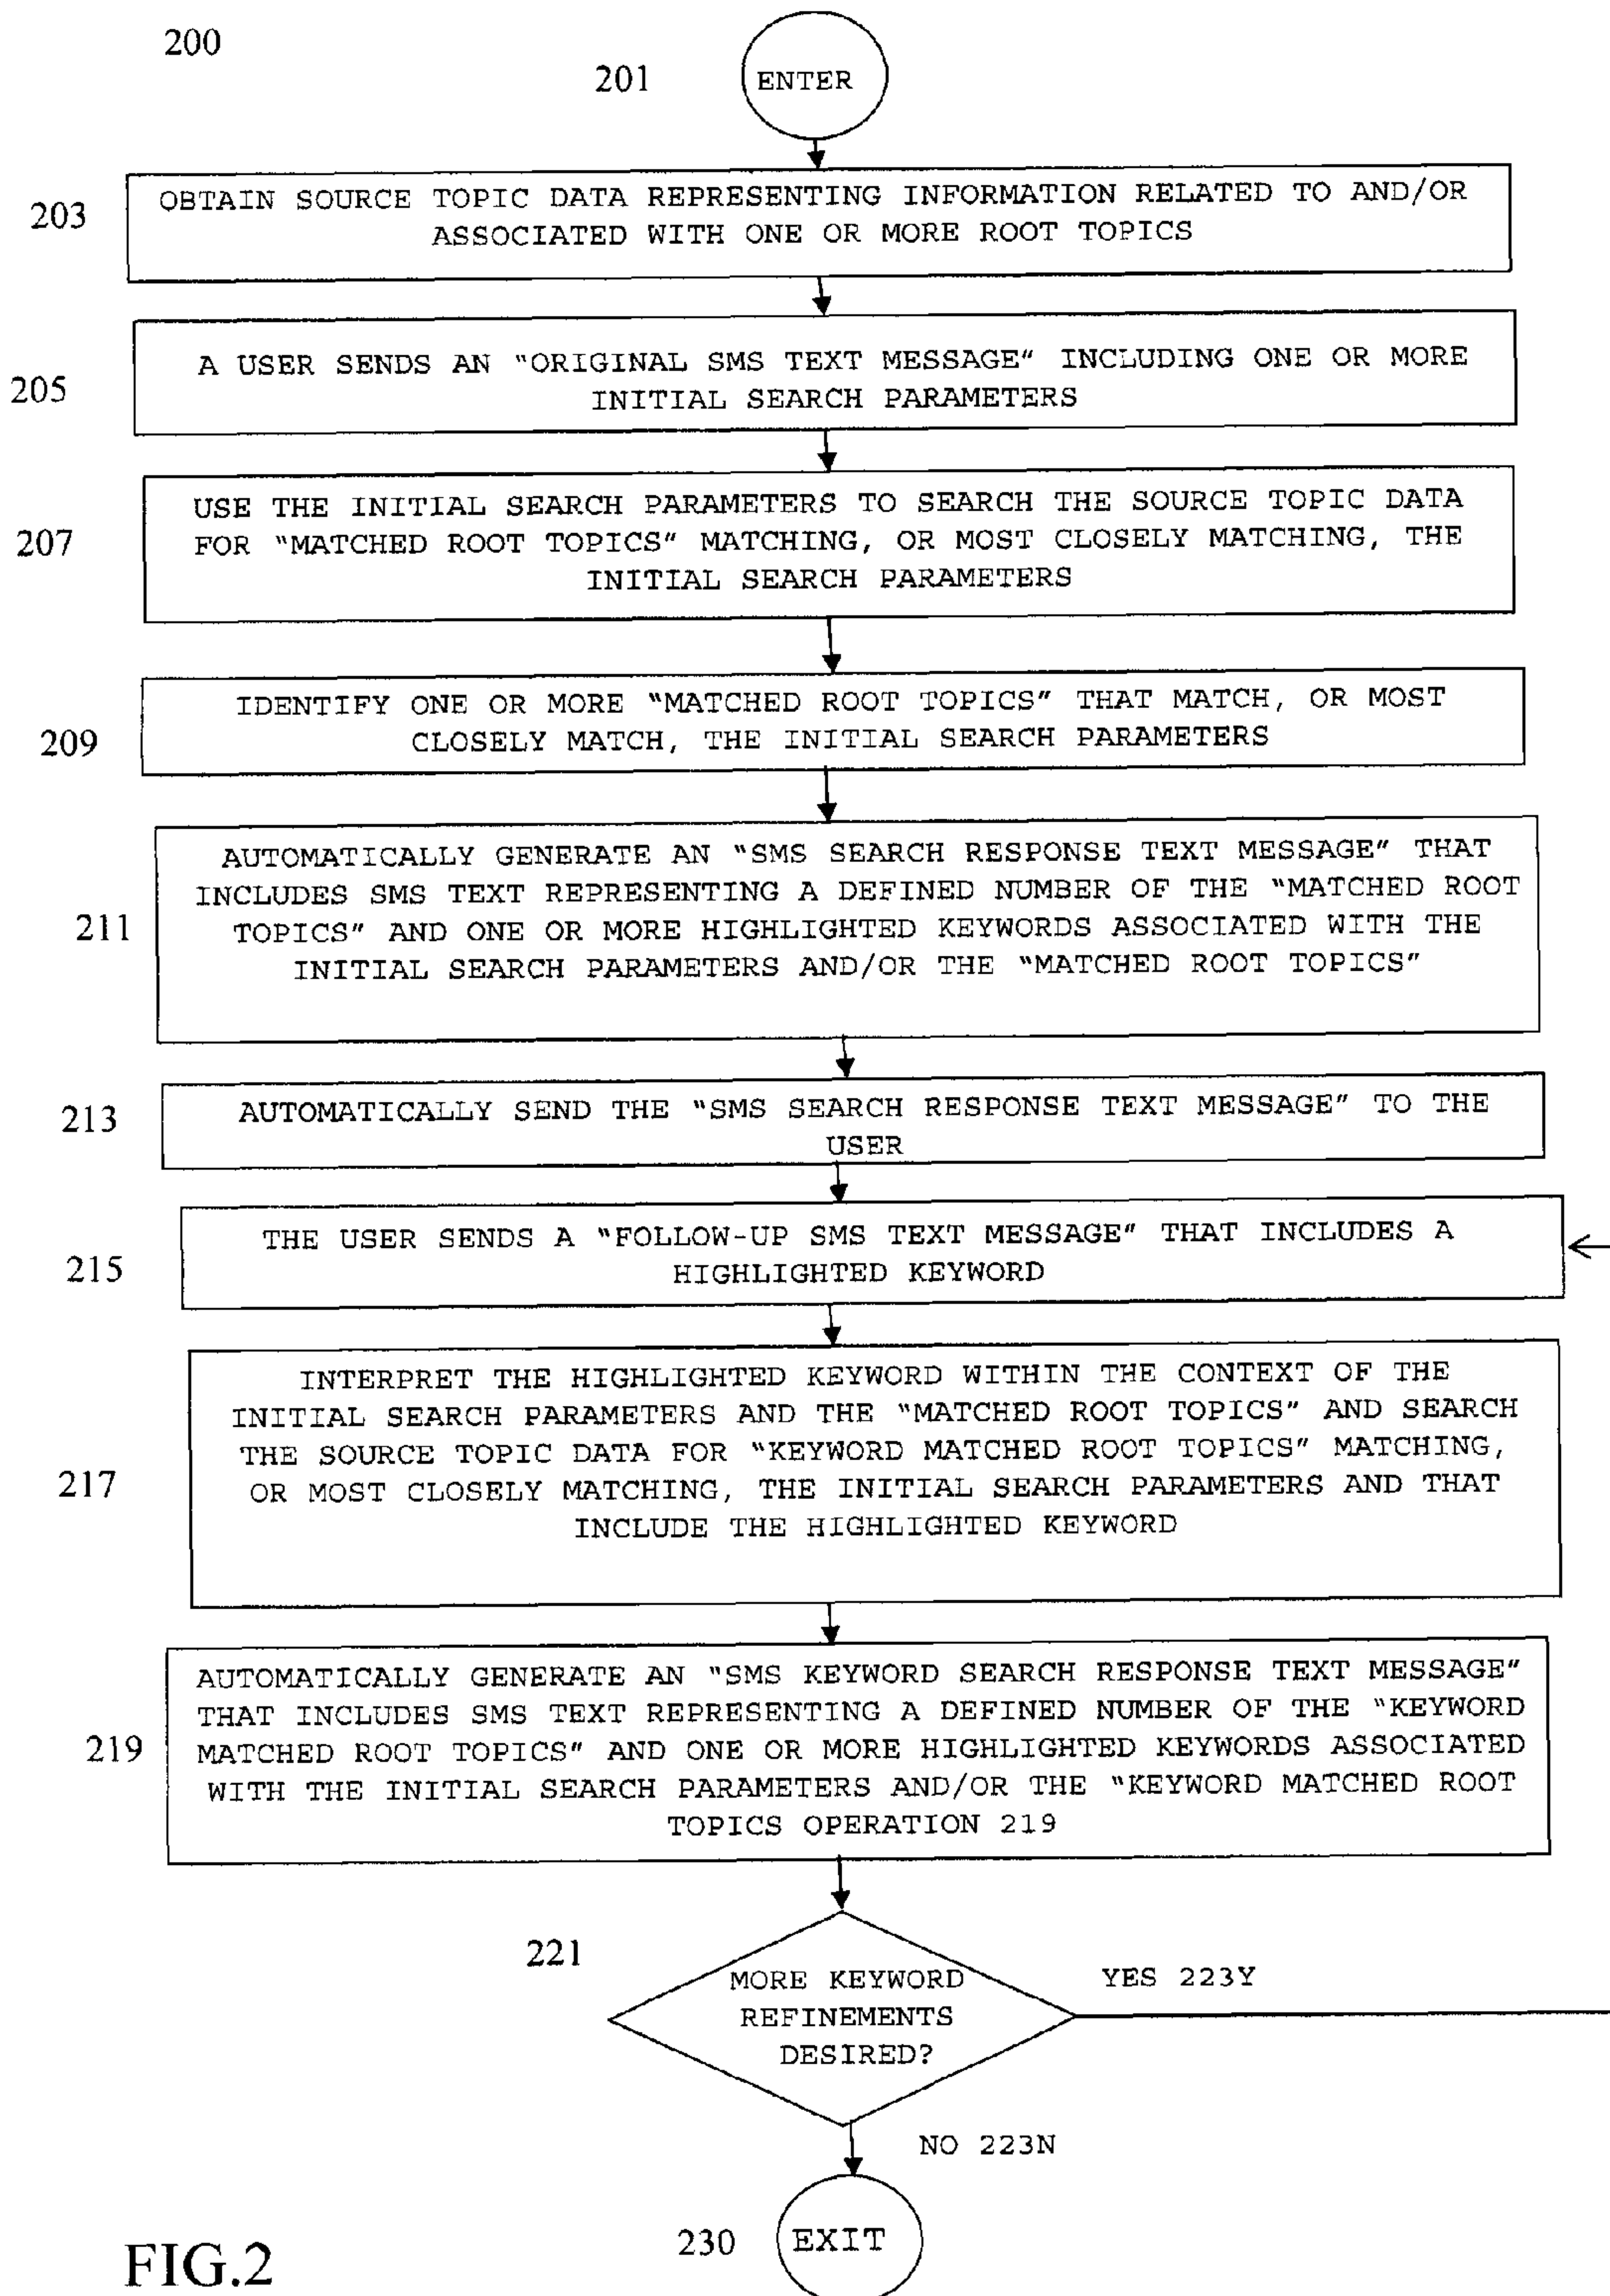 200
201
ENTER
203
OBTAIN SOURCE TOPIC DATA REPRESENTING INFORMATION RELATED TO AND/OR
ASSOCIATED WITH ONE OR MORE ROOT TOPICS
205
A USER SENDS AN “ORIGINAL SMS TEXT MESSAGE” INCLUDING ONE OR MORE
INITIAL SEARCH PARAMETERS
207
USE THE INITIAL SEARCH PARAMETERS TO SEARCH THE SOURCE TOPIC DATA
FOR “MATCHED ROOT TOPICS” MATCHING, OR MOST CLOSELY MATCHING, THE
INITIAL SEARCH PARAMETERS
209
IDENTIFY ONE OR MORE “MATCHED ROOT TOPICS” THAT MATCH, OR MOST
CLOSELY MATCH, THE INITIAL SEARCH PARAMETERS
211
AUTOMATICALLY GENERATE AN “SMS SEARCH RESPONSE TEXT MESSAGE” THAT
INCLUDES SMS TEXT REPRESENTING A DEFINED NUMBER OF THE “MATCHED ROOT
TOPICS” AND ONE OR MORE HIGHLIGHTED KEYWORDS ASSOCIATED WITH THE
INITIAL SEARCH PARAMETERS AND/OR THE “MATCHED ROOT TOPICS”
213
AUTOMATICALLY SEND THE “SMS SEARCH RESPONSE TEXT MESSAGE” TO THE
USER
215
THE USER SENDS A “FOLLOW-UP SMS TEXT MESSAGE” THAT INCLUDES A
HIGHLIGHTED KEYWORD
217
INTERPRET THE HIGHLIGHTED KEYWORD WITHIN THE CONTEXT OF THE
INITIAL SEARCH PARAMETERS AND THE “MATCHED ROOT TOPICS” AND SEARCH
THE SOURCE TOPIC DATA FOR “KEYWORD MATCHED ROOT TOPICS” MATCHING,
OR MOST CLOSELY MATCHING, THE INITIAL SEARCH PARAMETERS AND THAT
INCLUDE THE HIGHLIGHTED KEYWORD
219
AUTOMATICALLY GENERATE AN “SMS KEYWORD SEARCH RESPONSE TEXT MESSAGE”
THAT INCLUDES SMS TEXT REPRESENTING A DEFINED NUMBER OF THE “KEYWORD
MATCHED ROOT TOPICS” AND ONE OR MORE HIGHLIGHTED KEYWORDS ASSOCIATED
WITH THE INITIAL SEARCH PARAMETERS AND/OR THE “KEYWORD MATCHED ROOT
TOPICS OPERATION 219
221
MORE KEYWORD
REFINEMENTS
DESIRED?
YES 223Y
NO 223N
230
EXIT
FIG.2